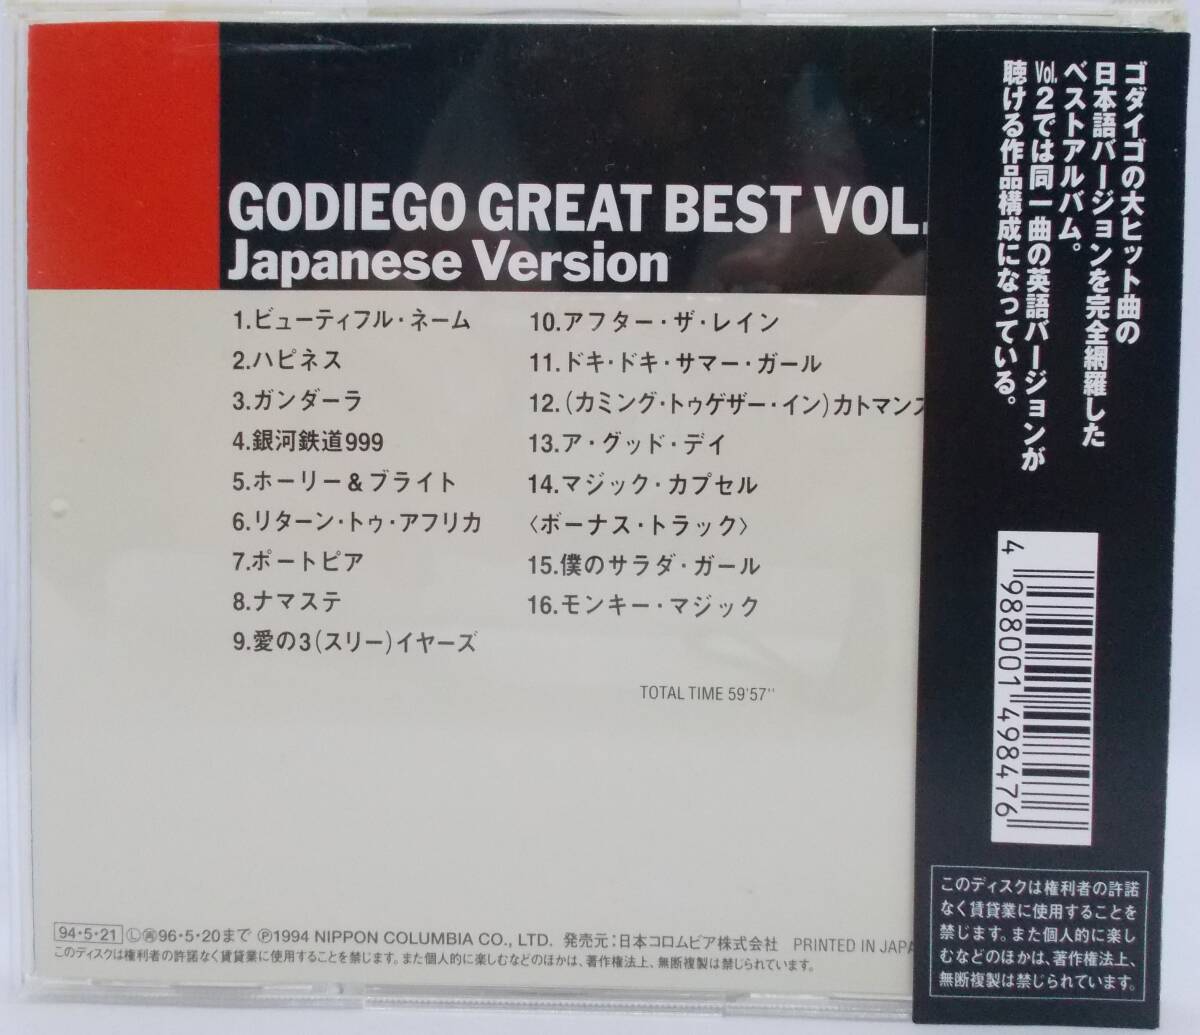 GODIEGO GREAT BEST VOL.
Japanese Version
1.ビューティフル・ネーム
2.ハピネス
3.ガンダーラ
4.銀河鉄道999
5.ホーリー&ブライト
6.リターン・トゥ・アフリカ
7.ポートピア
8.ナマステ
9.愛の3(スリー)イヤーズ
10.アフター・ザ・レイン
11.ドキ・ドキ・サマー・ガール
12.(カミング・トゥゲザー・イン)カトマンズ
13.ア・グッド・デイ
14.マジック・カプセル
〈ボーナス・トラック〉
15.僕のサラダ・ガール
16.モンキー・マジック
TOTAL TIME 59'57''
94・5・21 Ⓛ㊢96・5・20まで ℗1994 NIPPON COLUMBIA CO., LTD. 発売元:日本コロムビア株式会社 PRINTED IN JAPA
このディスクは権利者の許諾なく賃貸業に使用することを禁じます。また個人的に楽しむなどのほかは、著作権法上、無断複製は禁じられています。
ゴダイゴの大ヒット曲の
日本語バージョンを完全網羅した
ベストアルバム。
Vol.2では同一曲の英語バージョンが
聴ける作品構成になっている。
4 988001 498476
このディスクは権利者の許諾
なく賃貸業に使用することを
禁じます。また個人的に楽し
むなどのほかは、著作権法上、
無断複製は禁じられています。